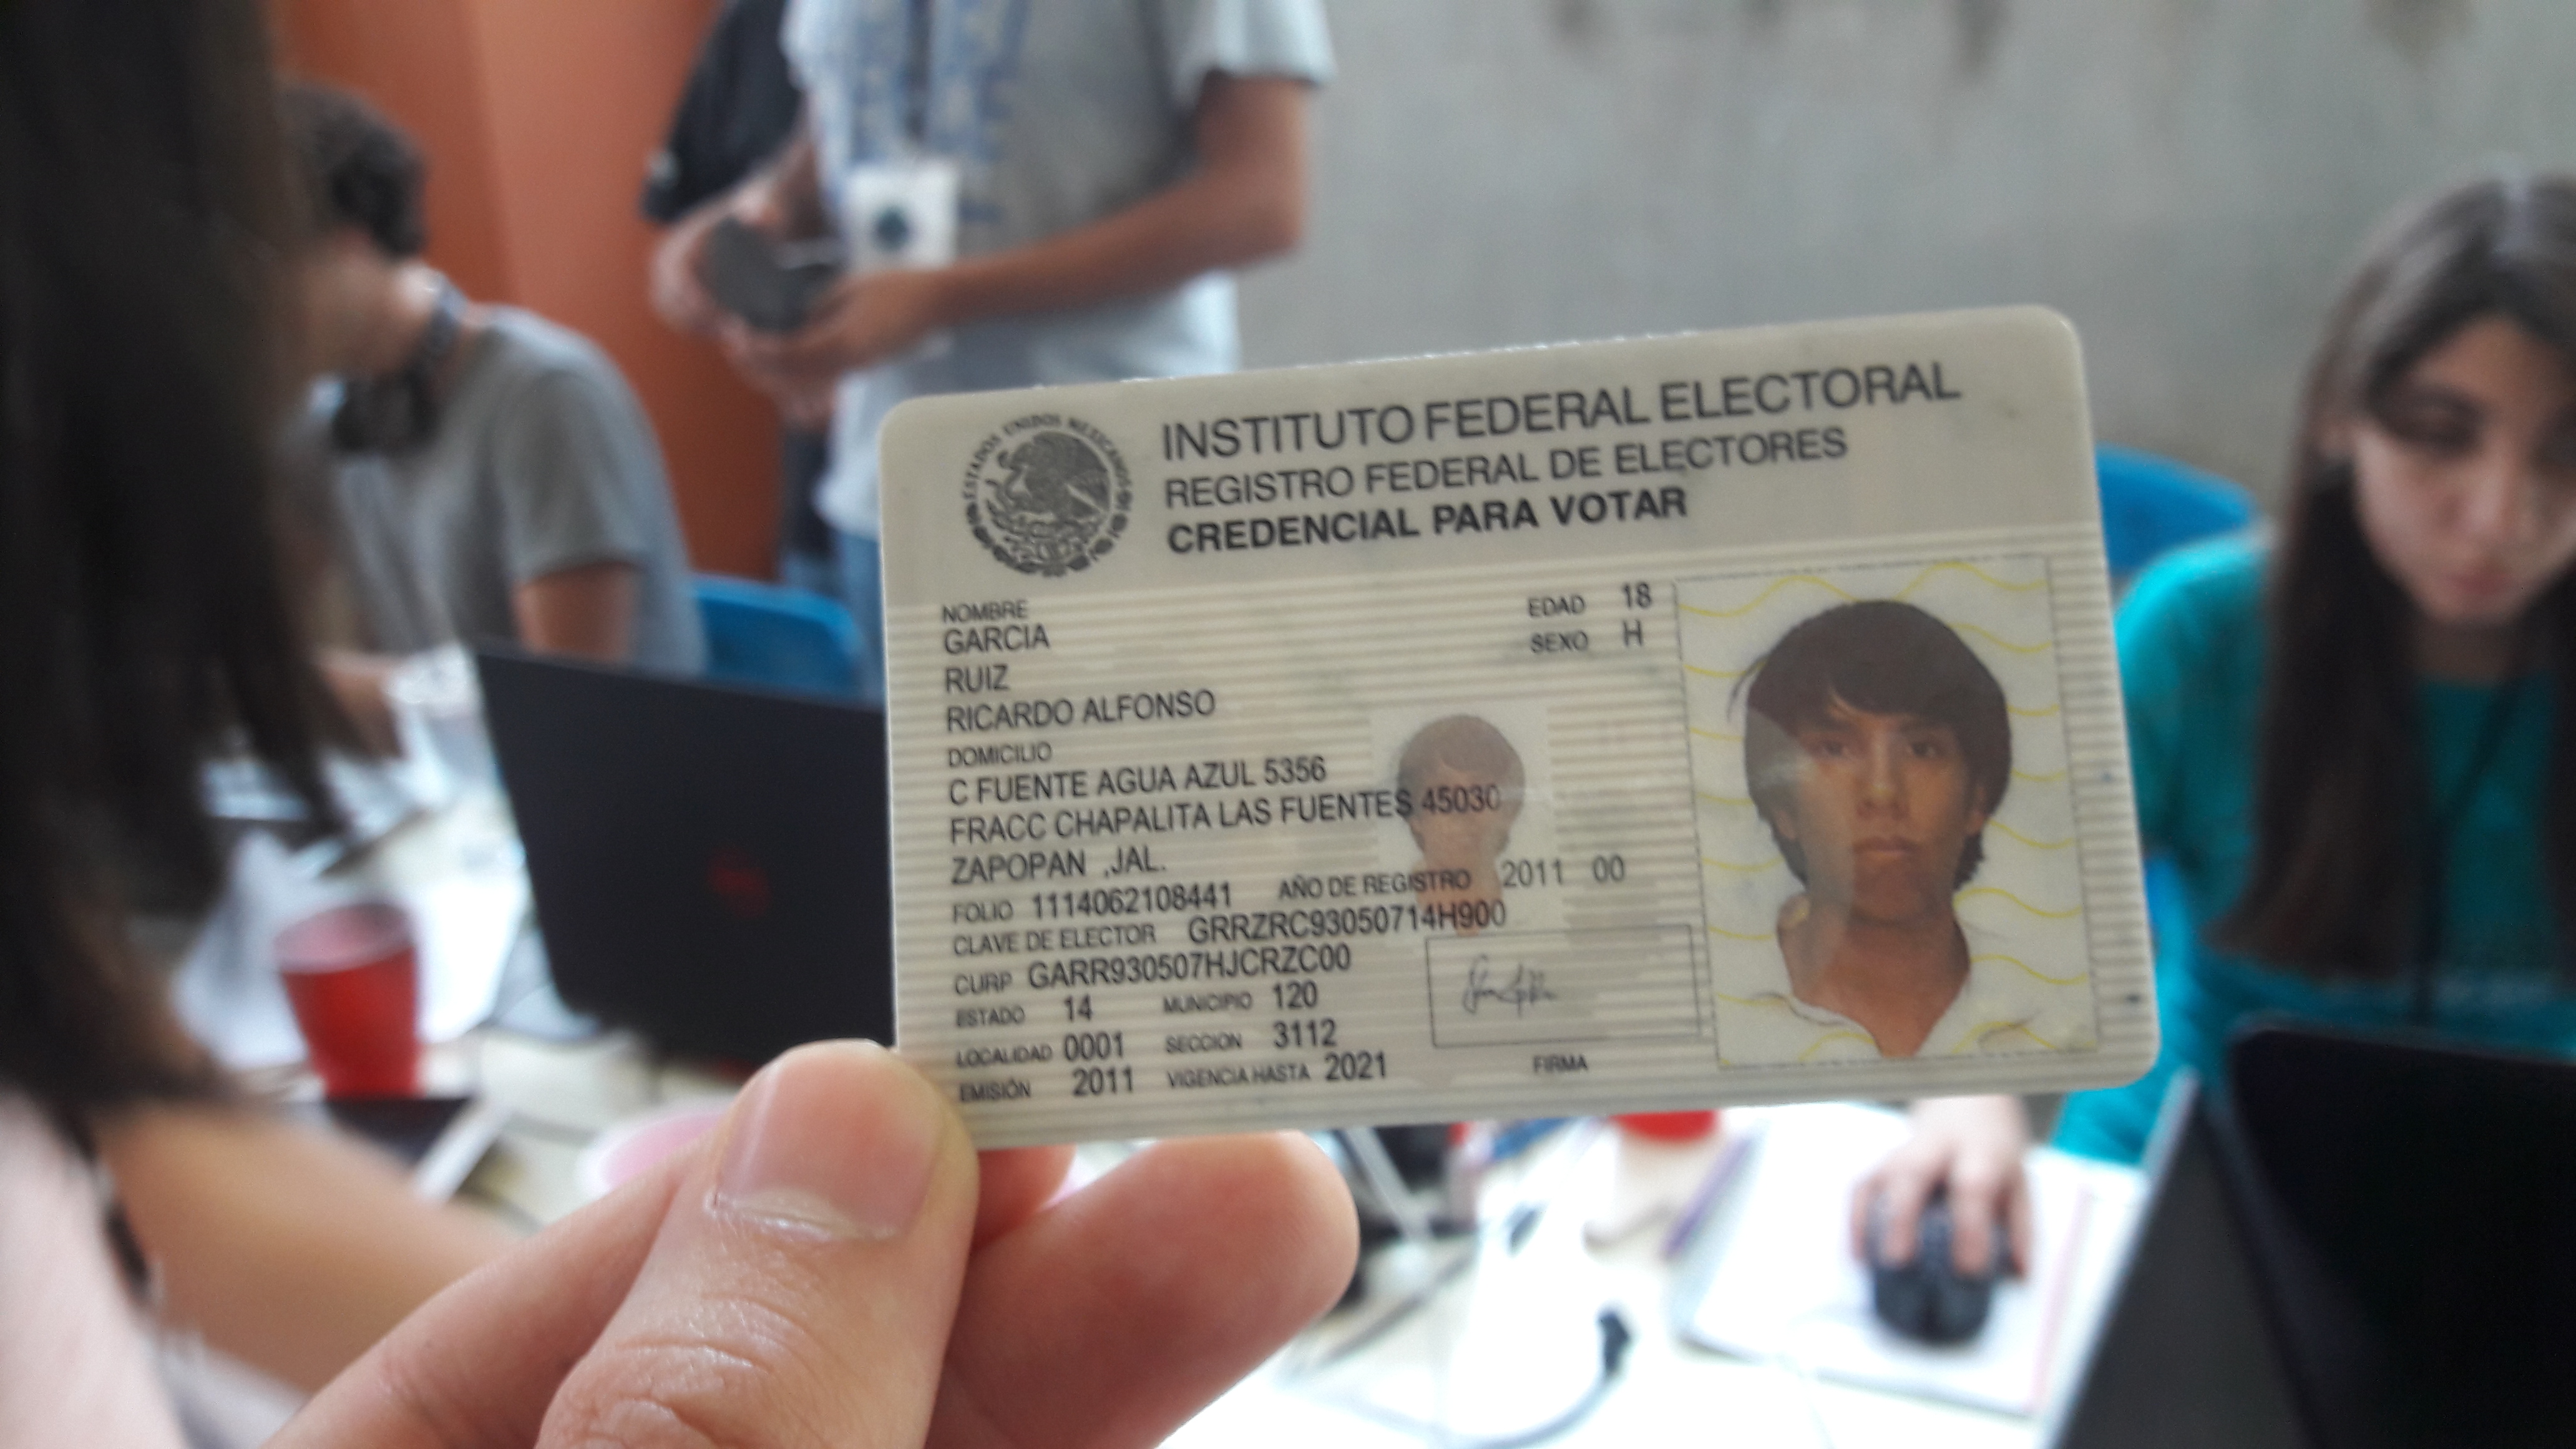 ESTADOS UNIDOS MEXICANOS
INSTITUTO FEDERAL ELECTORAL
REGISTRO FEDERAL DE ELECTORES
CREDENCIAL PARA VOTAR
NOMBRE
GARCIA
RUIZ
RICARDO ALFONSO
EDAD 18
SEXO H
DOMICILIO
C FUENTE AGUA AZUL 5356
FRACC CHAPALITA LAS FUENTES 45030
ZAPOPAN ,JAL.
FOLIO 1114062108441 AÑO DE REGISTRO 2011 00
CLAVE DE ELECTOR GRRZRC93050714H900
CURP GARR930507HJCRZC00
ESTADO 14 MUNICIPIO 120
LOCALIDAD 0001 SECCION 3112
EMISIÓN 2011 VIGENCIA HASTA 2021
FIRMA